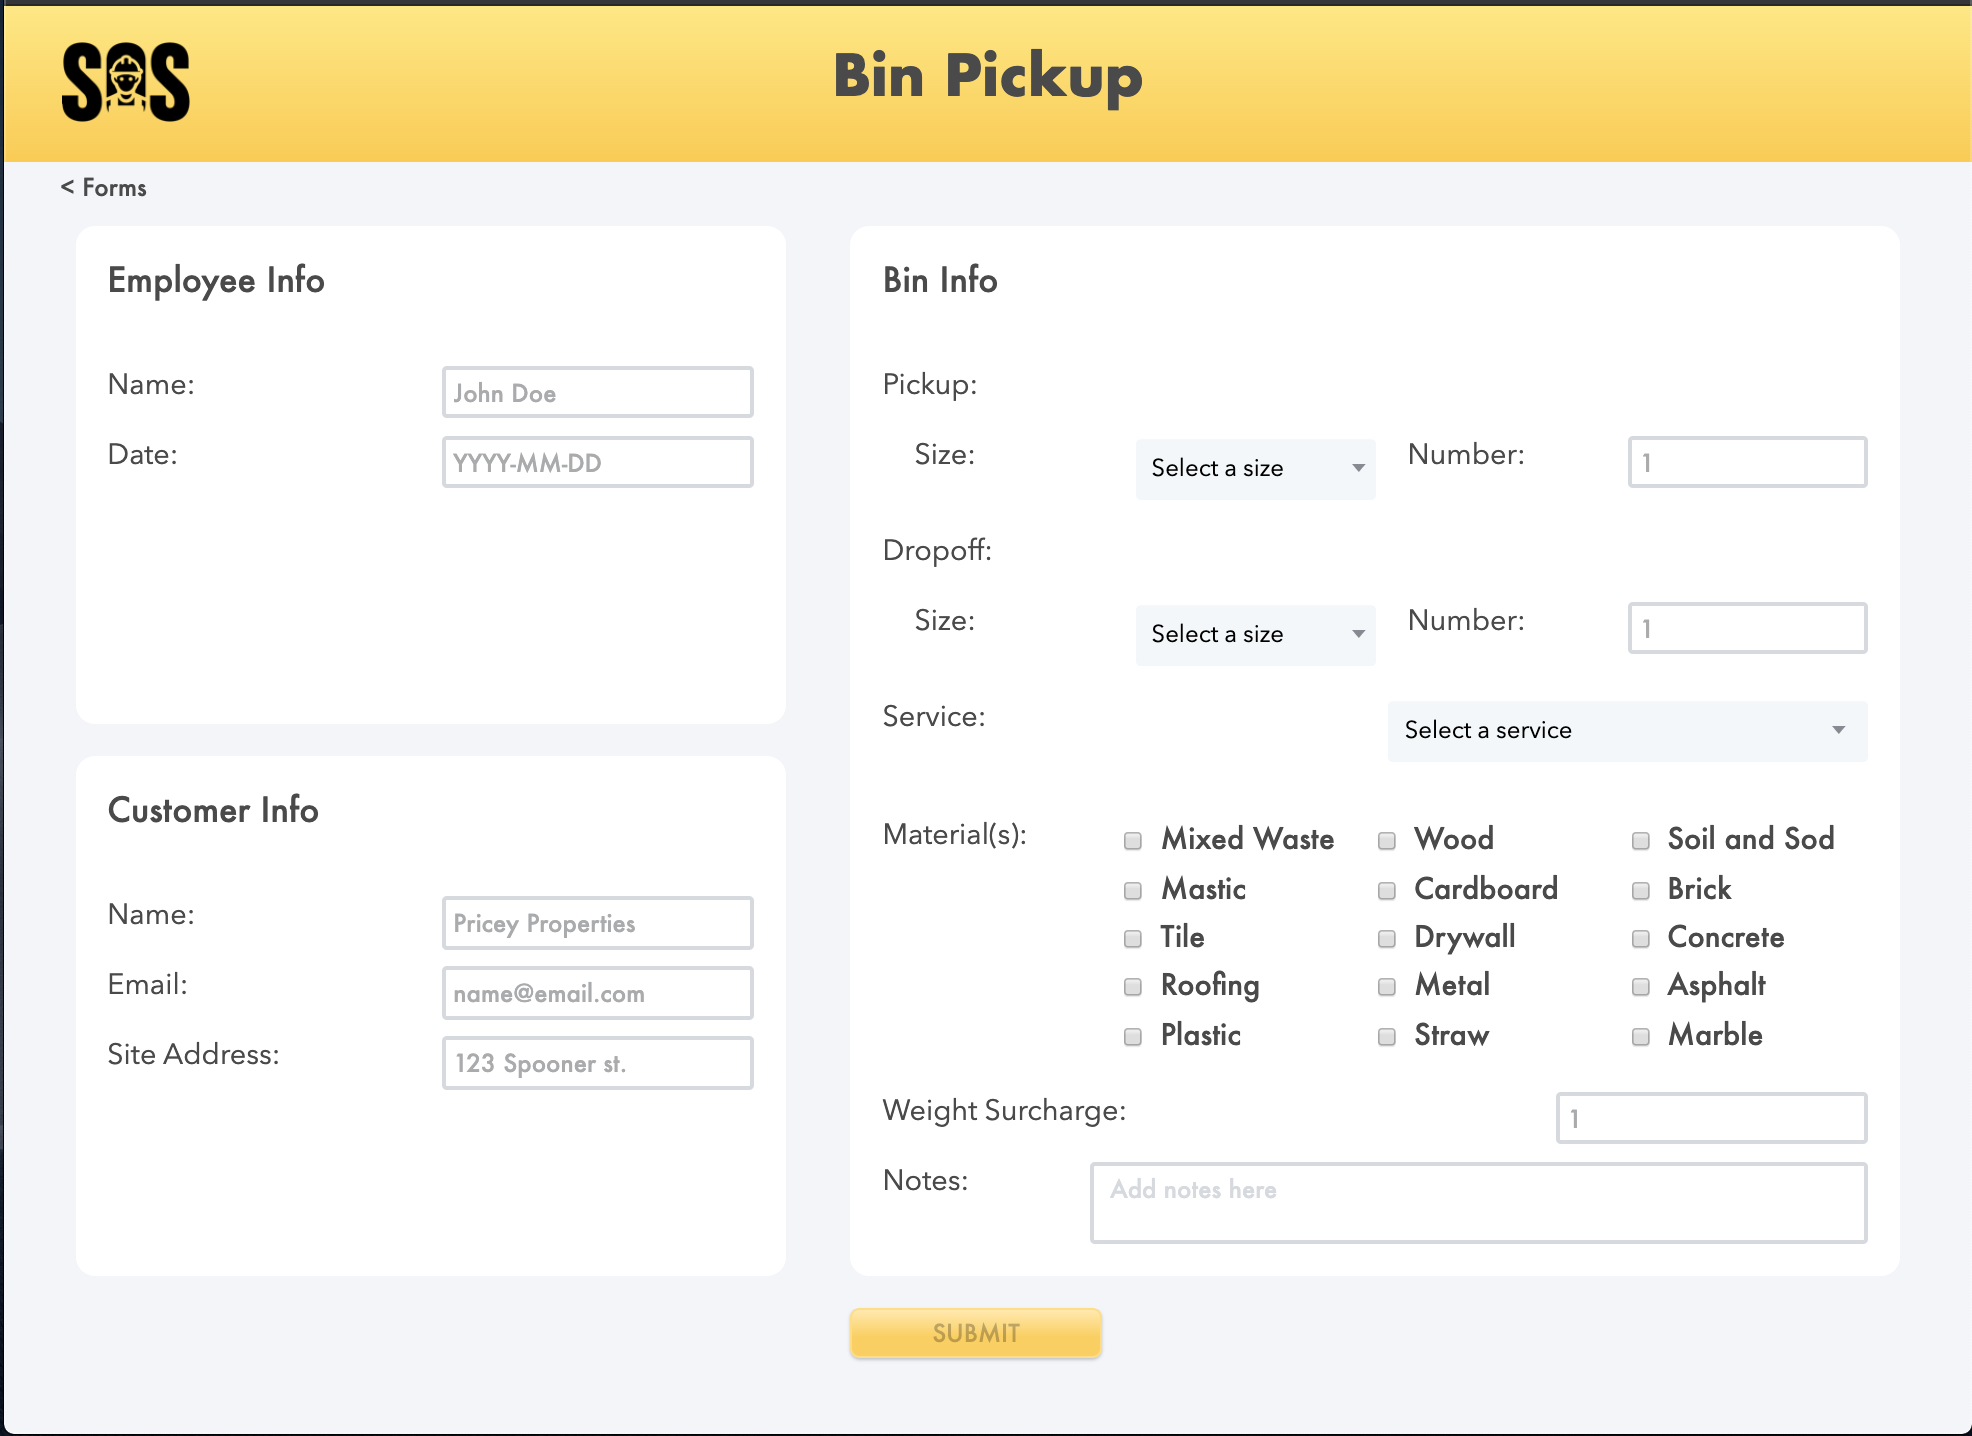 SOS
Bin Pickup
< Forms
Employee Info
Name:
John Doe
Date:
YYYY-MM-DD
Customer Info
Name:
Pricey Properties
Email:
name@email.com
Site Address:
123 Spooner st.
Bin Info
Pickup:
Size:
Select a size
Number:
1
Dropoff:
Size:
Select a size
Number:
1
Service:
Select a service
Material(s):
Mixed Waste
Wood
Soil and Sod
Mastic
Cardboard
Brick
Tile
Drywall
Concrete
Roofing
Metal
Asphalt
Plastic
Straw
Marble
Weight Surcharge:
1
Notes:
Add notes here
SUBMIT